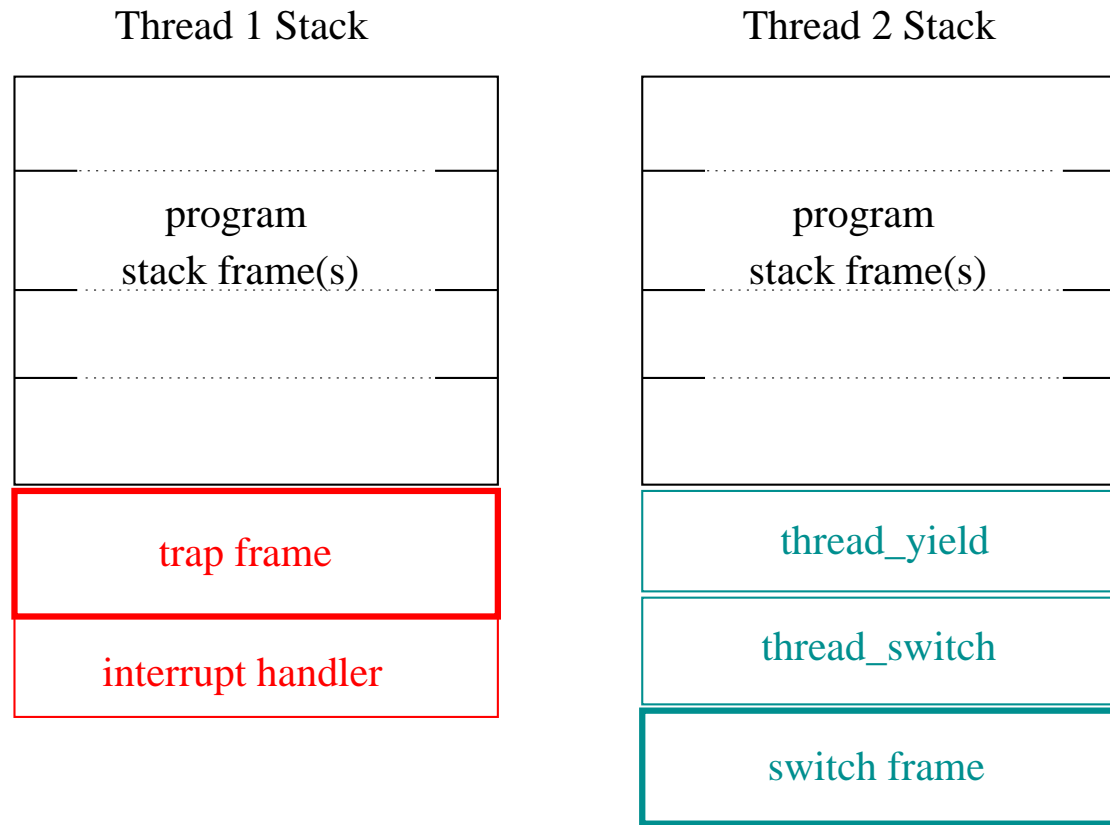 Thread 1 Stack
program
stack frame(s)
trap frame
interrupt handler
Thread 2 Stack
program
stack frame(s)
thread_yield
thread_switch
switch frame